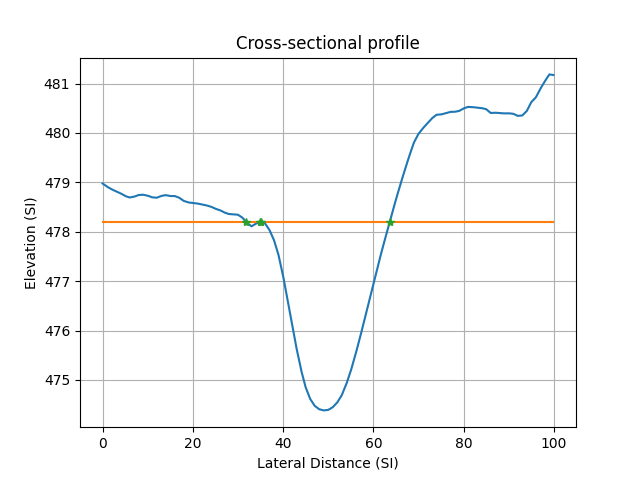 Cross-sectional profile
Elevation (SI)
481
480
479
478
477
476
475
0 20 40 60 80 100
Lateral Distance (SI)